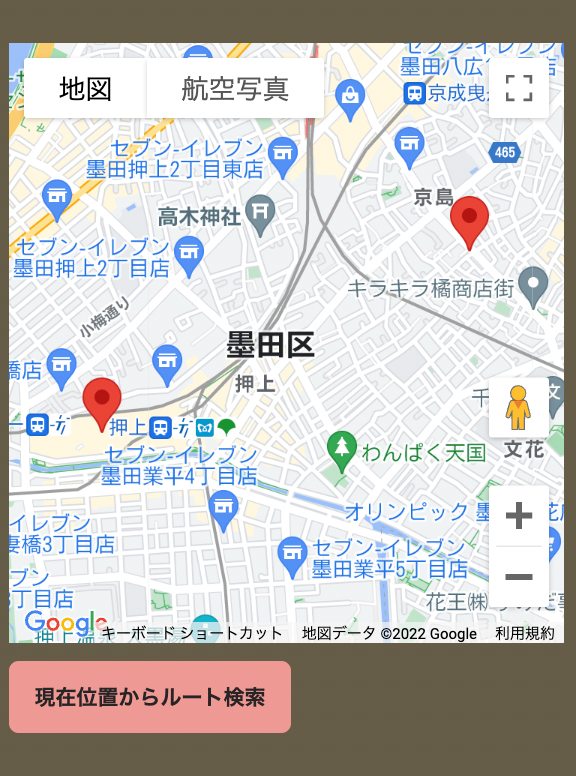 セブン-イレブン
墨田八広
地図
航空写真
京成曳
セブン-イレブン
墨田押上2丁目東店
465
京島
高木神社
セブン-イレブン
墨田押上2丁目店
キラキラ橘商店街
小梅通り
墨田区
橋店
押上
千
文
押上
文花
わんぱく天国
セブン-イレブン
墨田業平4丁目店
イレブン
妻橋3丁目店
オリンピック 墨
花店
セブン-イレブン
墨田業平5丁目店
ブン
丁目店
花王㈱
Google
キーボード ショートカット
地図データ ©2022 Google
利用規約
現在位置からルート検索